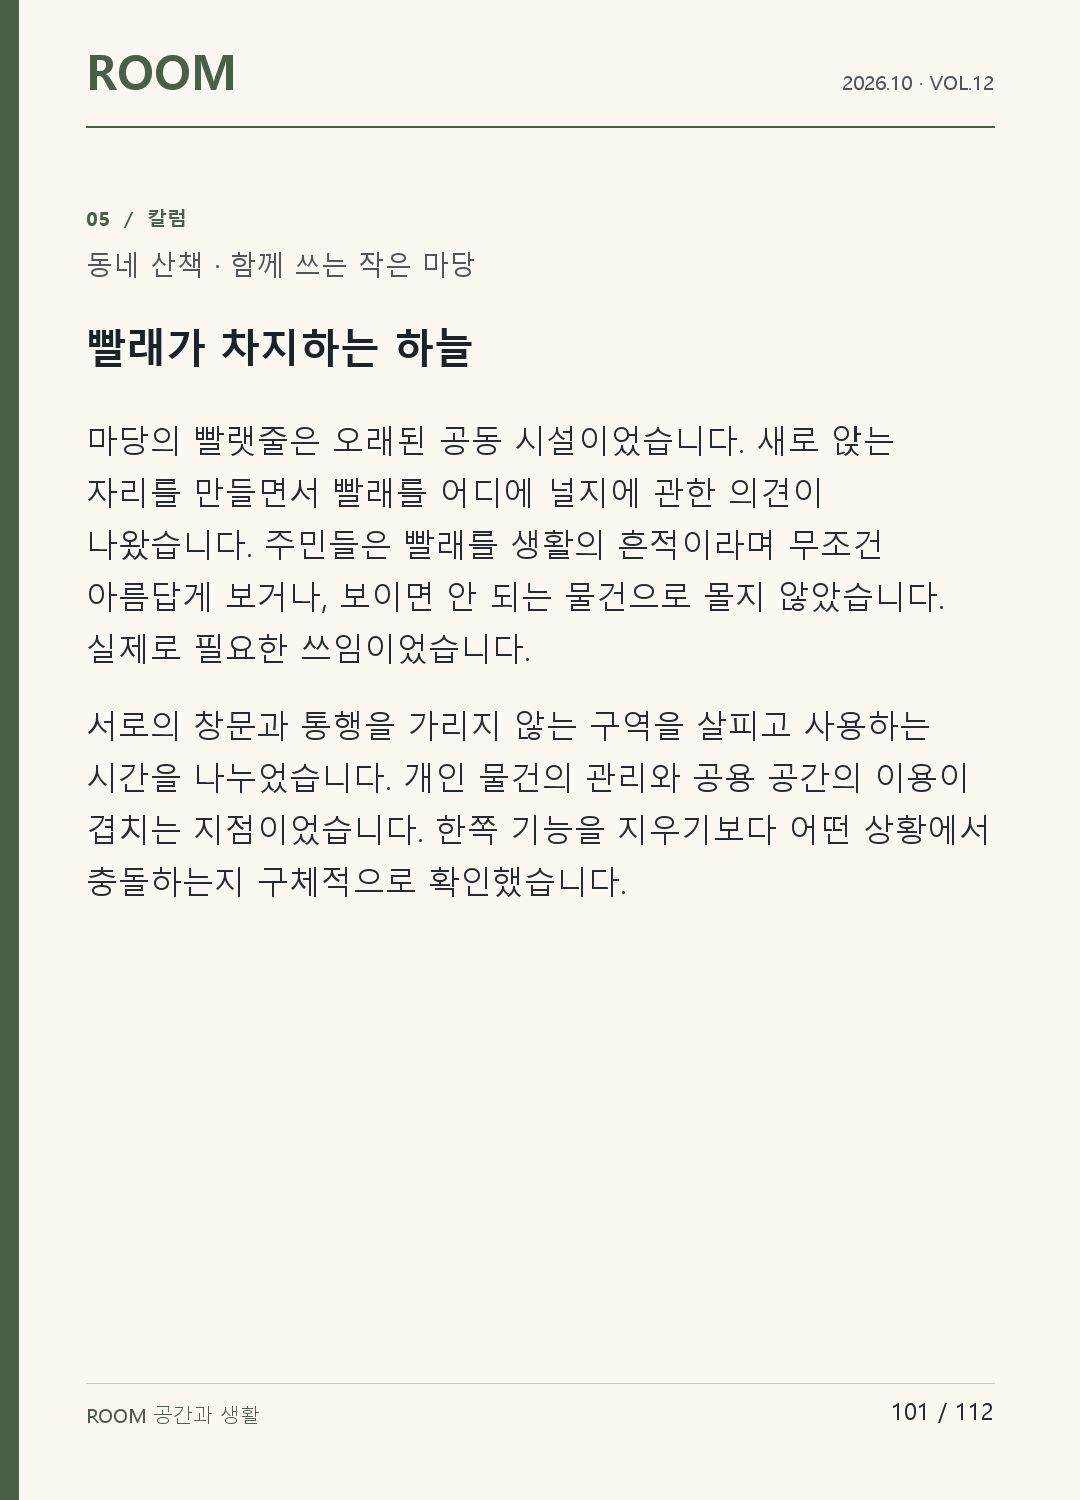 ROOM
2026.10 · VOL.12
05 / 칼럼
동네 산책 · 함께 쓰는 작은 마당
빨래가 차지하는 하늘
마당의 빨랫줄은 오래된 공동 시설이었습니다. 새로 앉는
자리를 만들면서 빨래를 어디에 널지에 관한 의견이
나왔습니다. 주민들은 빨래를 생활의 흔적이라며 무조건
아름답게 보거나, 보이면 안 되는 물건으로 몰지 않았습니다.
실제로 필요한 쓰임이었습니다.
서로의 창문과 통행을 가리지 않는 구역을 살피고 사용하는
시간을 나누었습니다. 개인 물건의 관리와 공용 공간의 이용이
겹치는 지점이었습니다. 한쪽 기능을 지우기보다 어떤 상황에서
충돌하는지 구체적으로 확인했습니다.
ROOM 공간과 생활
101 / 112